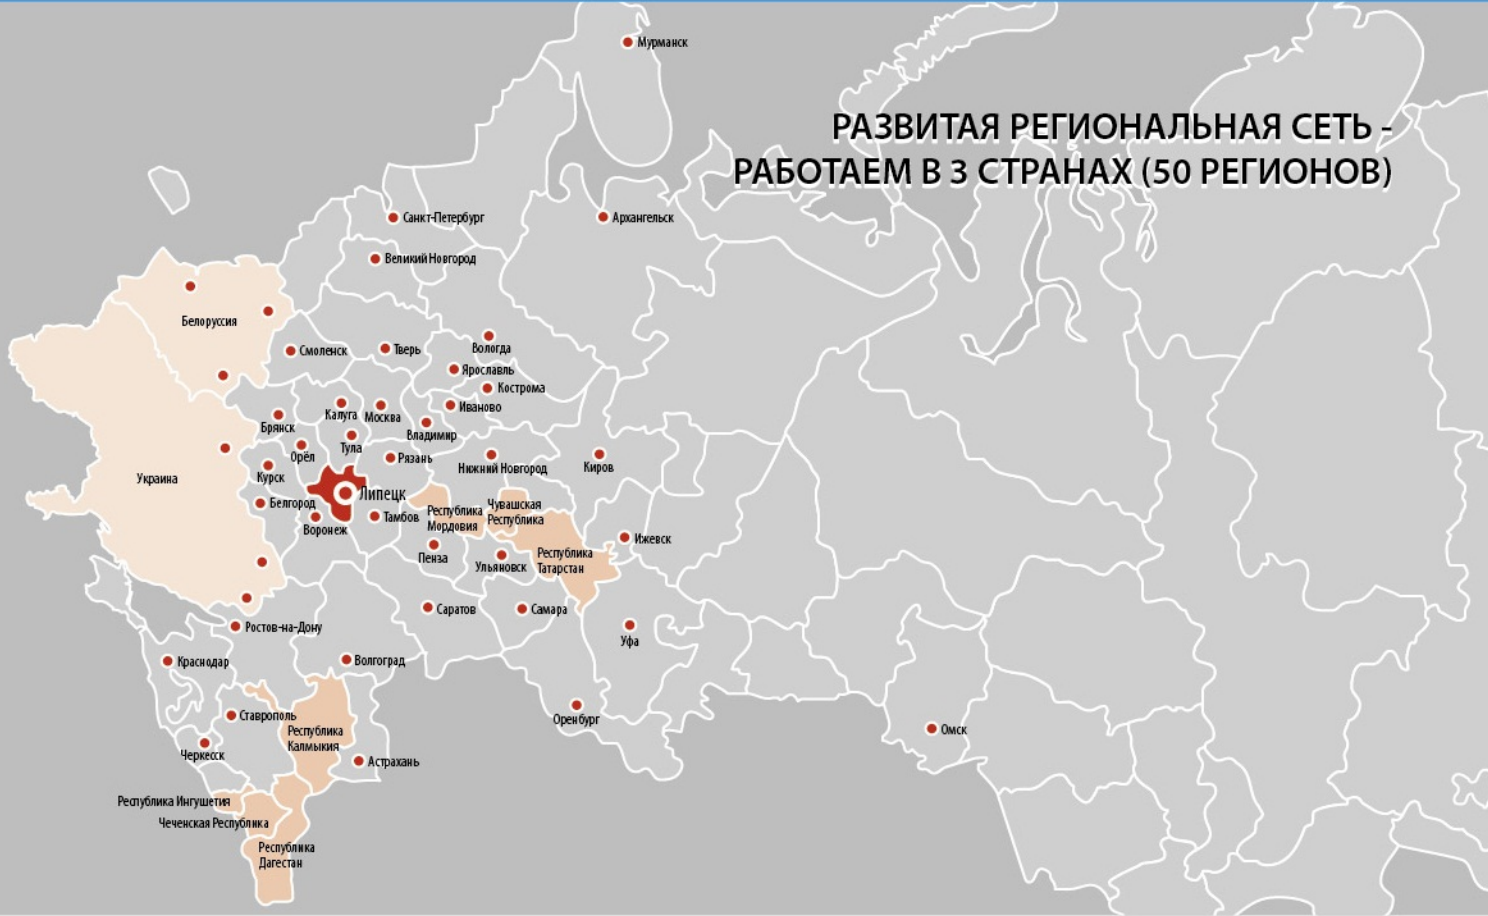 Мурманск
РАЗВИТАЯ РЕГИОНАЛЬНАЯ СЕТЬ -
РАБОТАЕМ В 3 СТРАНАХ (50 РЕГИОНОВ)
Санкт-Петербург
Архангельск
Великий Новгород
Белоруссия
Смоленск
Тверь
Вологда
Ярославль
Кострома
Иваново
Калуга
Москва
Владимир
Брянск
Тула
Орёл
Рязань
Нижний Новгород
Киров
Украина
Курск
Липецк
Белгород
Воронеж
Тамбов
Республика
Мордовия
Чувашская
Республика
Пенза
Ульяновск
Республика
Татарстан
Ижевск
Саратов
Самара
Ростов-на-Дону
Уфа
Краснодар
Волгоград
Ставрополь
Оренбург
Республика
Калмыкия
Омск
Черкесск
Астрахань
Республика Ингушетия
Чеченская Республика
Республика
Дагестан